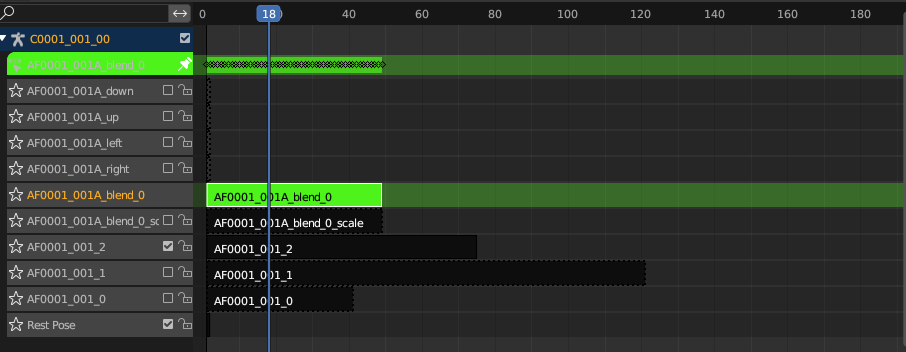 0 18 40 60 80 100 120 140 160 180
C0001_001_00
AF0001_001A_blend_0
AF0001_001A_down
AF0001_001A_up
AF0001_001A_left
AF0001_001A_right
AF0001_001A_blend_0 AF0001_001A_blend_0
AF0001_001A_blend_0_sc AF0001_001A_blend_0_scale
AF0001_001_2 AF0001_001_2
AF0001_001_1 AF0001_001_1
AF0001_001_0 AF0001_001_0
Rest Pose